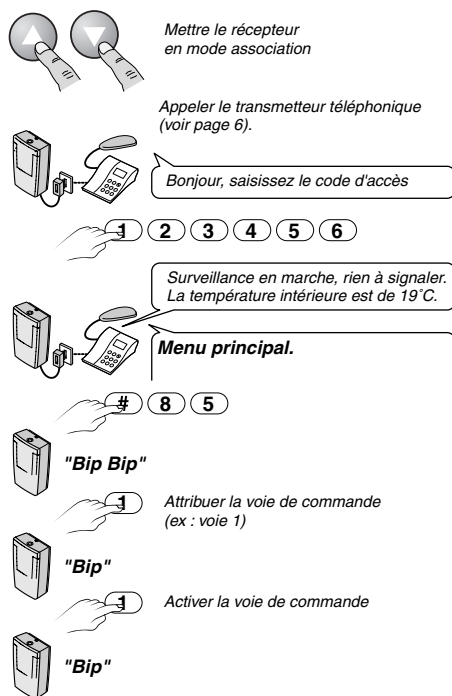 Mettre le récepteur
en mode association
Appeler le transmetteur téléphonique
(voir page 6).
Bonjour, saisissez le code d'accès
1 2 3 4 5 6
Surveillance en marche, rien à signaler.
La température intérieure est de 19˚C.
Menu principal.
# 8 5
"Bip Bip"
1 Attribuer la voie de commande
(ex : voie 1)
"Bip"
1 Activer la voie de commande
"Bip"